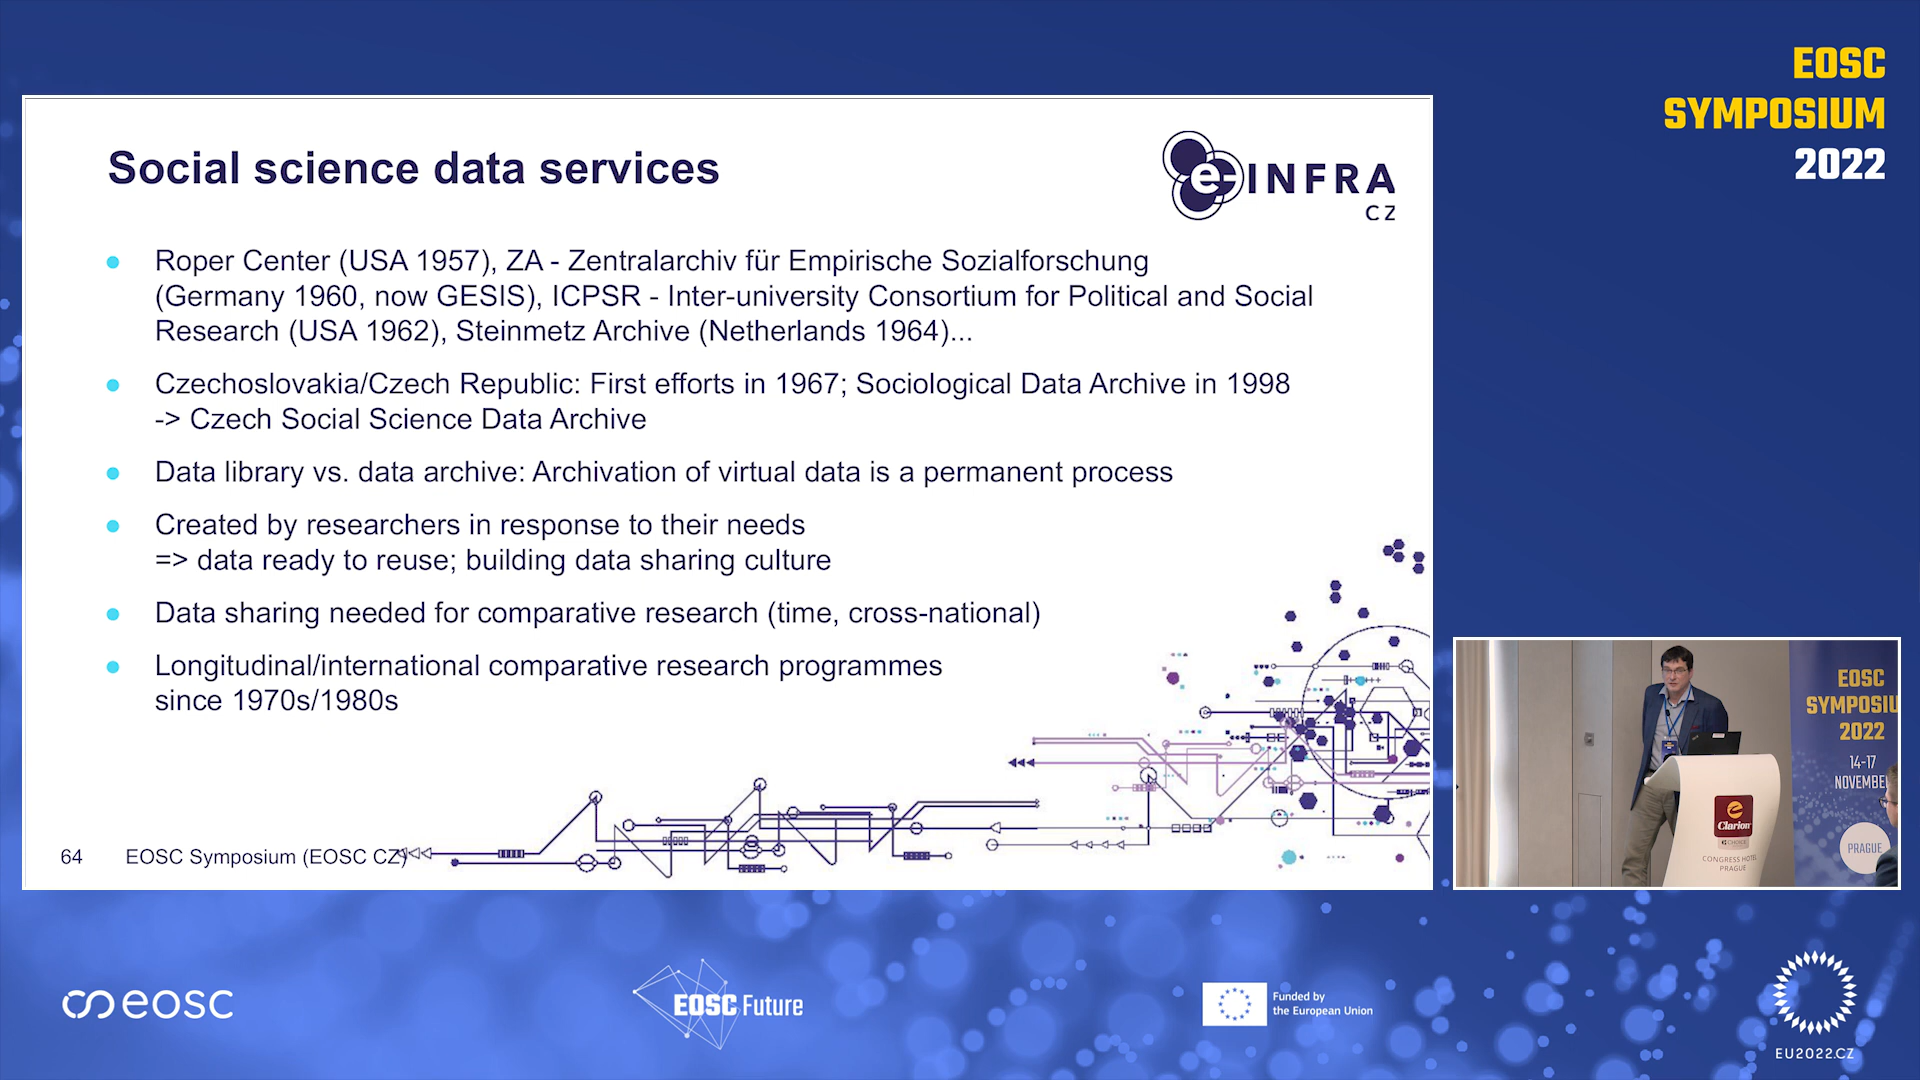 EOSC
SYMPOSIUM
2022
Social science data services
e-INFRA
CZ
● Roper Center (USA 1957), ZA - Zentralarchiv für Empirische Sozialforschung
(Germany 1960, now GESIS), ICPSR - Inter-university Consortium for Political and Social
Research (USA 1962), Steinmetz Archive (Netherlands 1964)...
● Czechoslovakia/Czech Republic: First efforts in 1967; Sociological Data Archive in 1998
-> Czech Social Science Data Archive
● Data library vs. data archive: Archivation of virtual data is a permanent process
● Created by researchers in response to their needs
=> data ready to reuse; building data sharing culture
● Data sharing needed for comparative research (time, cross-national)
● Longitudinal/international comparative research programmes
since 1970s/1980s
64 EOSC Symposium (EOSC CZ)
EOSC
SYMPOSIU
2022
14-17
NOVEMBE
PRAGUE
Clarion
CONGRESS HOTEL
PRAGUE
eosc
EOSC Future
Funded by
the European Union
EU2022.CZ